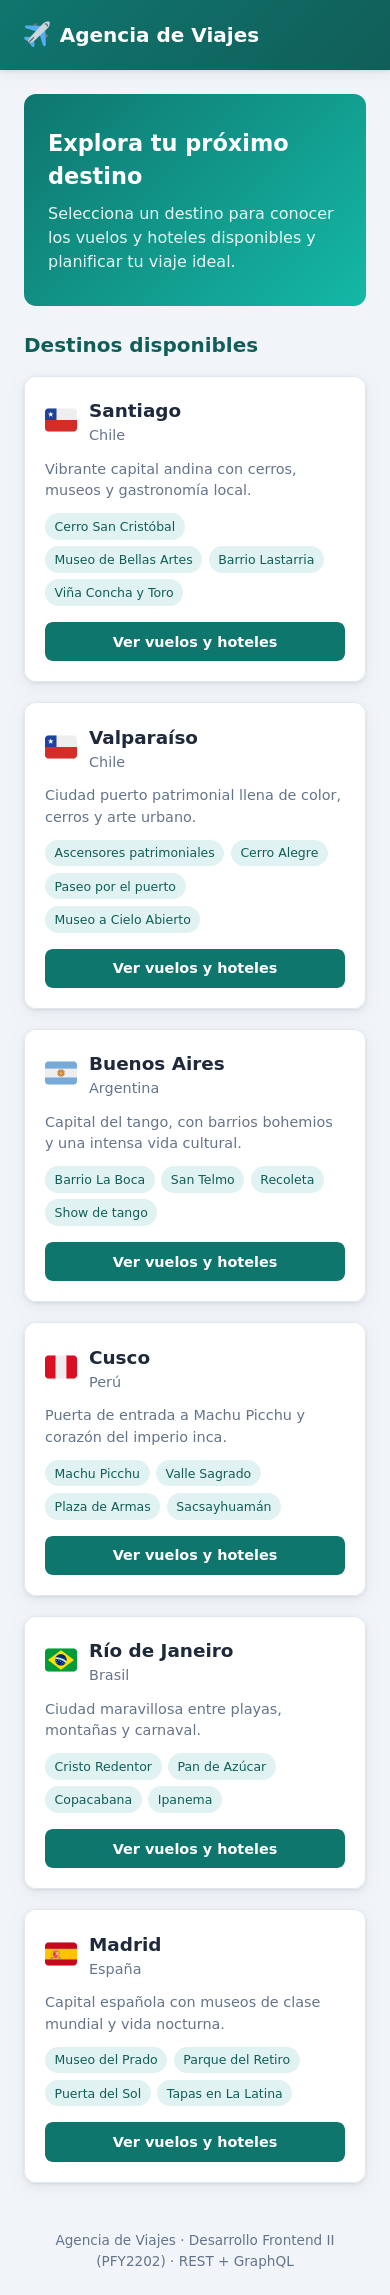 Agencia de Viajes
Explora tu próximo
destino
Selecciona un destino para conocer
los vuelos y hoteles disponibles y
planificar tu viaje ideal.
Destinos disponibles
Santiago
Chile
Vibrante capital andina con cerros,
museos y gastronomía local.
Cerro San Cristóbal
Museo de Bellas Artes Barrio Lastarria
Viña Concha y Toro
Ver vuelos y hoteles
Valparaíso
Chile
Ciudad puerto patrimonial llena de color,
cerros y arte urbano.
Ascensores patrimoniales Cerro Alegre
Paseo por el puerto
Museo a Cielo Abierto
Ver vuelos y hoteles
Buenos Aires
Argentina
Capital del tango, con barrios bohemios
y una intensa vida cultural.
Barrio La Boca San Telmo Recoleta
Show de tango
Ver vuelos y hoteles
Cusco
Perú
Puerta de entrada a Machu Picchu y
corazón del imperio inca.
Machu Picchu Valle Sagrado
Plaza de Armas Sacsayhuamán
Ver vuelos y hoteles
Río de Janeiro
Brasil
Ciudad maravillosa entre playas,
montañas y carnaval.
Cristo Redentor Pan de Azúcar
Copacabana Ipanema
Ver vuelos y hoteles
Madrid
España
Capital española con museos de clase
mundial y vida nocturna.
Museo del Prado Parque del Retiro
Puerta del Sol Tapas en La Latina
Ver vuelos y hoteles
Agencia de Viajes · Desarrollo Frontend II
(PFY2202) · REST + GraphQL